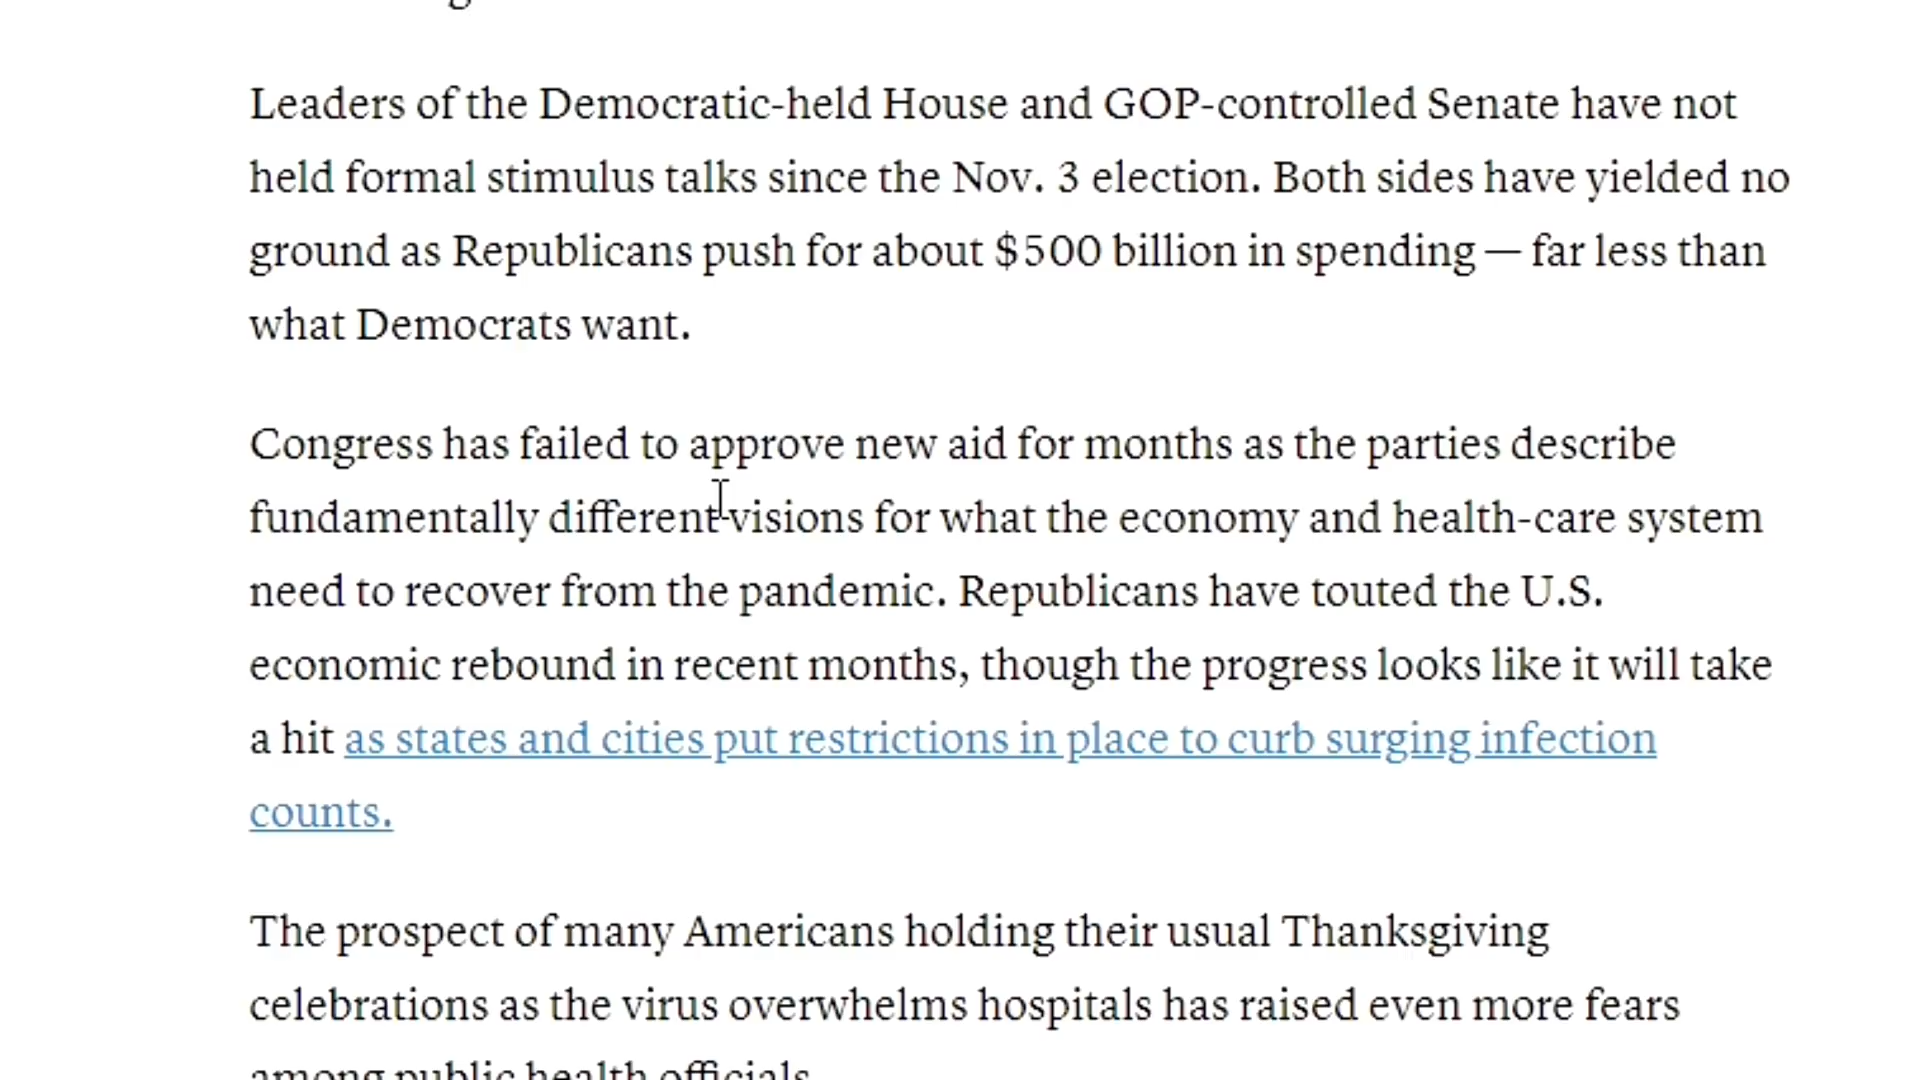 Leaders of the Democratic-held House and GOP-controlled Senate have not
held formal stimulus talks since the Nov. 3 election. Both sides have yielded no
ground as Republicans push for about $500 billion in spending — far less than
what Democrats want.
Congress has failed to approve new aid for months as the parties describe
fundamentally different visions for what the economy and health-care system
need to recover from the pandemic. Republicans have touted the U.S.
economic rebound in recent months, though the progress looks like it will take
a hit as states and cities put restrictions in place to curb surging infection
counts.
The prospect of many Americans holding their usual Thanksgiving
celebrations as the virus overwhelms hospitals has raised even more fears
among public health officials.